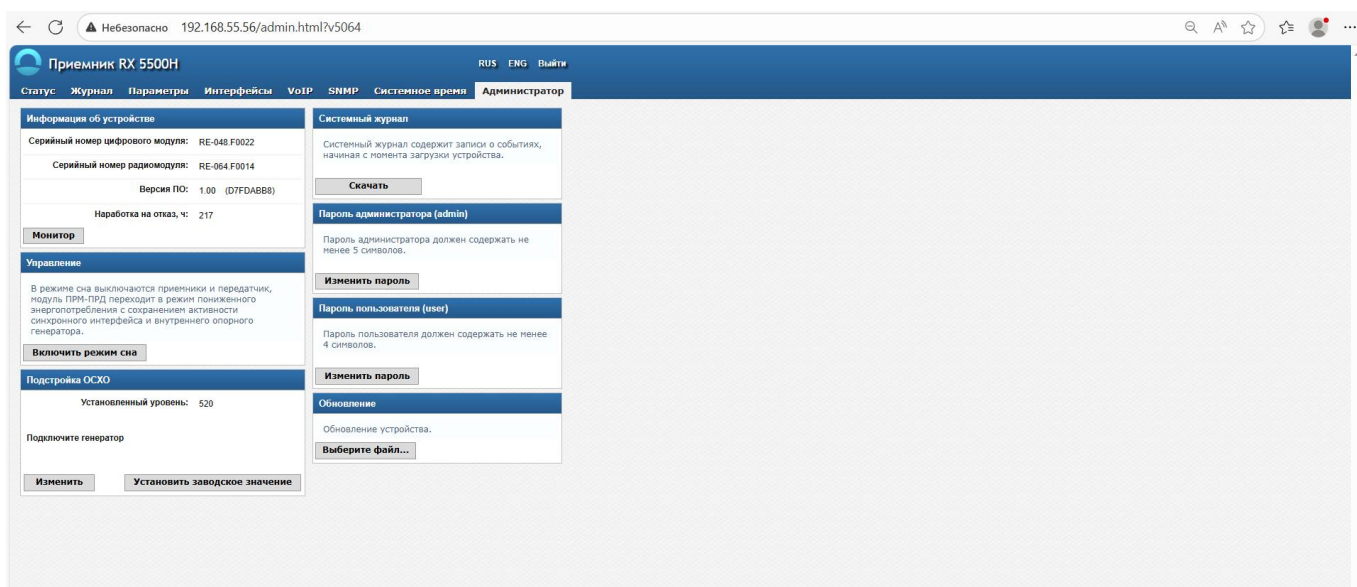 Небезопасно 192.168.55.56/admin.html?v5064
Приемник RX 5500H
RUS ENG Выйти
Статус Журнал Параметры Интерфейсы VoIP SNMP Системное время Администратор
Информация об устройстве
Серийный номер цифрового модуля: RE-048.F0022
Серийный номер радиомодуля: RE-064.F0014
Версия ПО: 1.00 (D7FDABB8)
Наработка на отказ, ч: 217
Монитор
Управление
В режиме сна выключаются приемники и передатчик,
модуль ПРМ-ПРД переходит в режим пониженного
энергопотребления с сохранением активности
синхронного интерфейса и внутреннего опорного
генератора.
Включить режим сна
Подстройка ОСХО
Установленный уровень: 520
Подключите генератор
Изменить Установить заводское значение
Системный журнал
Системный журнал содержит записи о событиях,
начиная с момента загрузки устройства.
Скачать
Пароль администратора (admin)
Пароль администратора должен содержать не
менее 5 символов.
Изменить пароль
Пароль пользователя (user)
Пароль пользователя должен содержать не менее
4 символов.
Изменить пароль
Обновление
Обновление устройства.
Выберите файл...